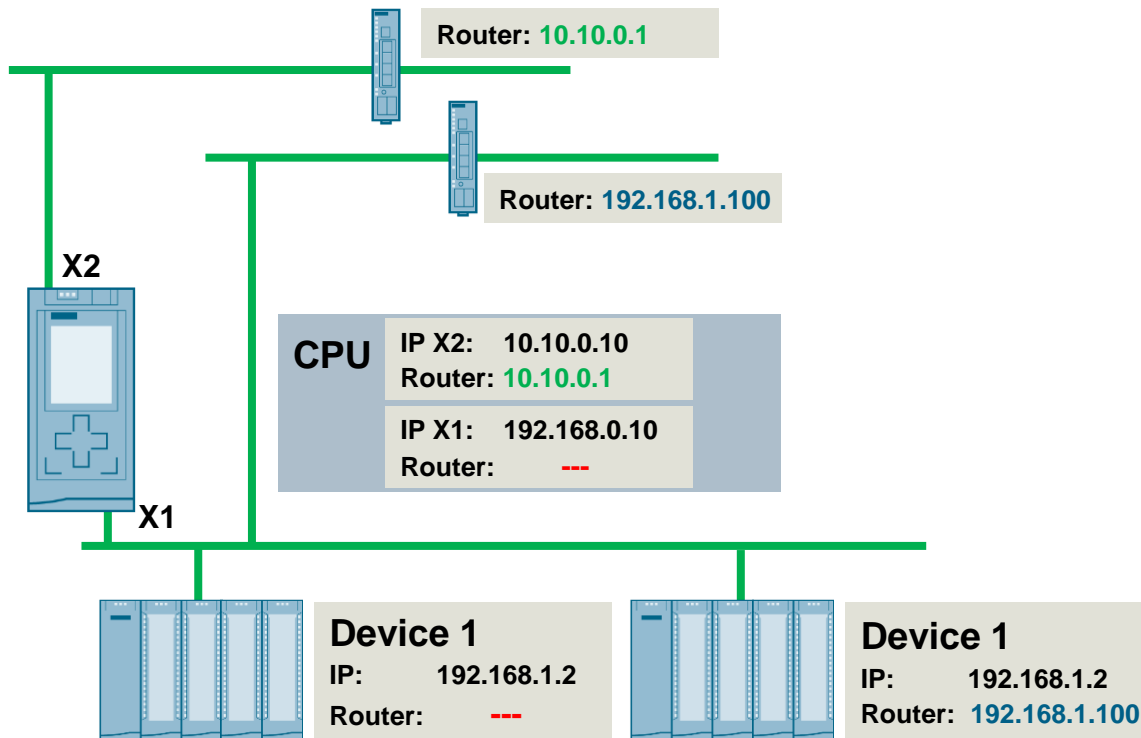 Router: 10.10.0.1
Router: 192.168.1.100
X2
CPU
IP X2: 10.10.0.10
Router: 10.10.0.1
IP X1: 192.168.0.10
Router: ---
X1
Device 1
IP: 192.168.1.2
Router: ---
Device 1
IP: 192.168.1.2
Router: 192.168.1.100